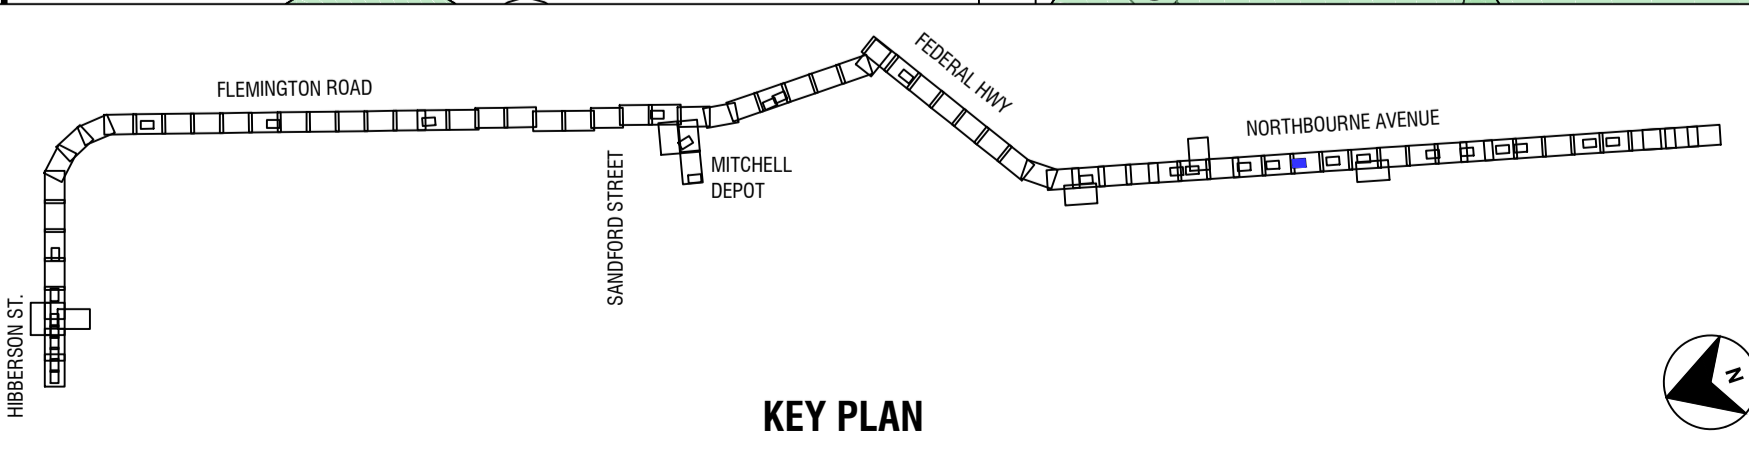 FLEMINGTON ROAD
FEDERAL HWY
NORTHBOURNE AVENUE
SANDFORD STREET
MITCHELL
DEPOT
HIBBERSON ST.
KEY PLAN
N